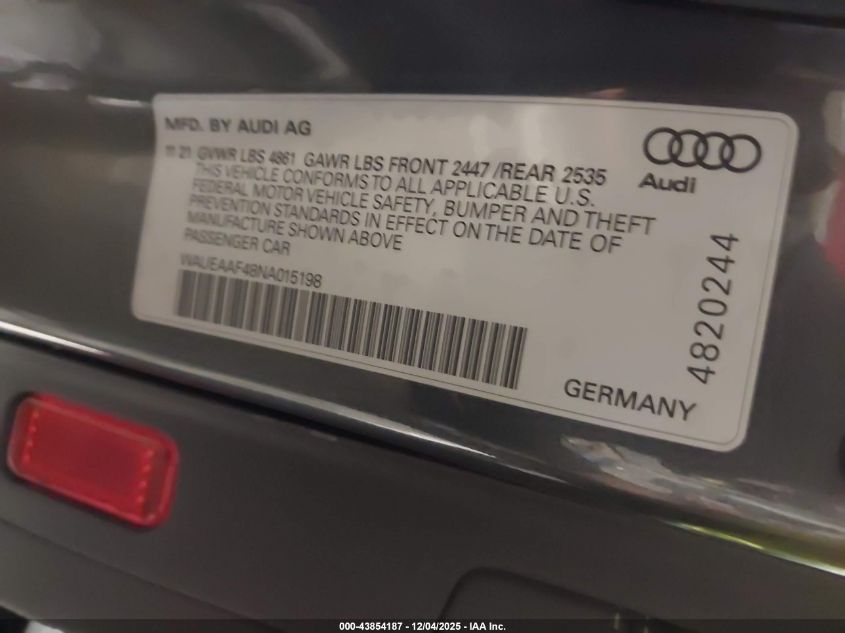 MFD. BY AUDI AG
11 21 GVWR LBS 4861 GAWR LBS FRONT 2447 /REAR 2535
THIS VEHICLE CONFORMS TO ALL APPLICABLE U.S.
FEDERAL MOTOR VEHICLE SAFETY, BUMPER AND THEFT
PREVENTION STANDARDS IN EFFECT ON THE DATE OF
MANUFACTURE SHOWN ABOVE
PASSENGER CAR
WAUEAAF48NA015198
Audi
4820244
GERMANY
000-43854187 - 12/04/2025 - IAA Inc.